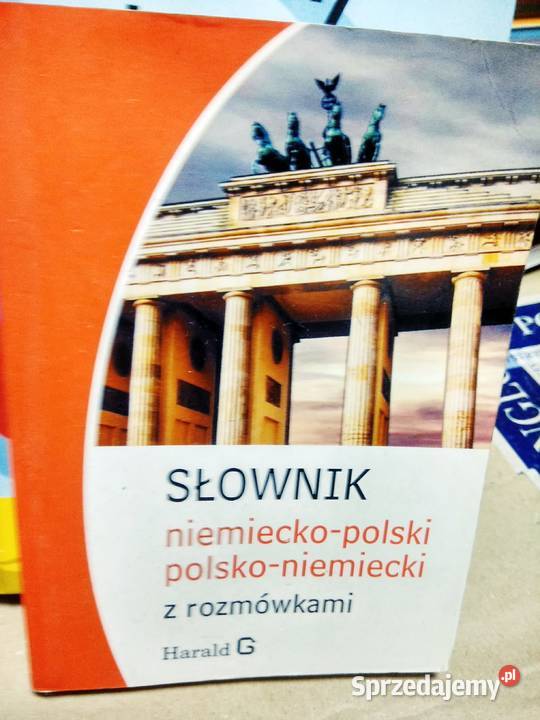 SŁOWNIK
niemiecko-polski
polsko-niemiecki
z rozmówkami
Harald G
Sprzedajemy.pl